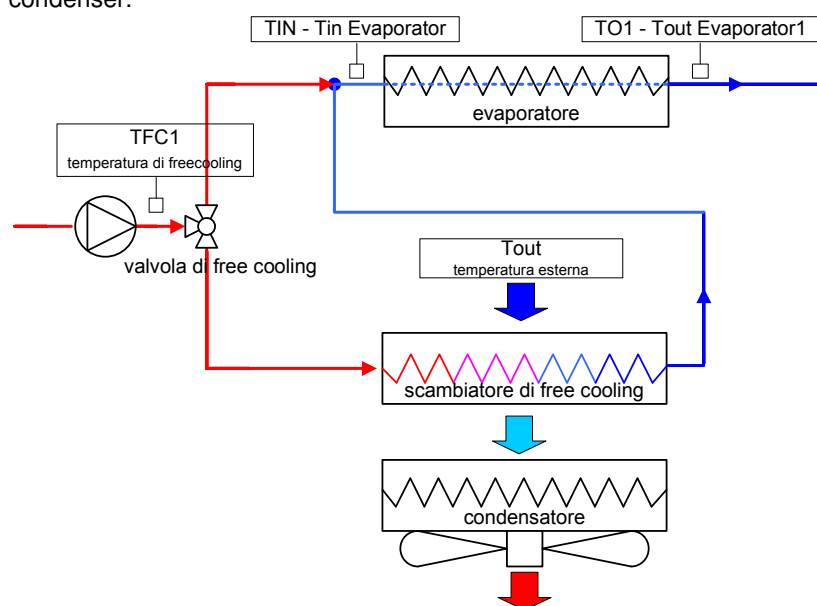 condenser.
TIN - Tin Evaporator
TO1 - Tout Evaporator1
evaporatore
TFC1
temperatura di freecooling
valvola di free cooling
Tout
temperatura esterna
scambiatore di free cooling
condensatore